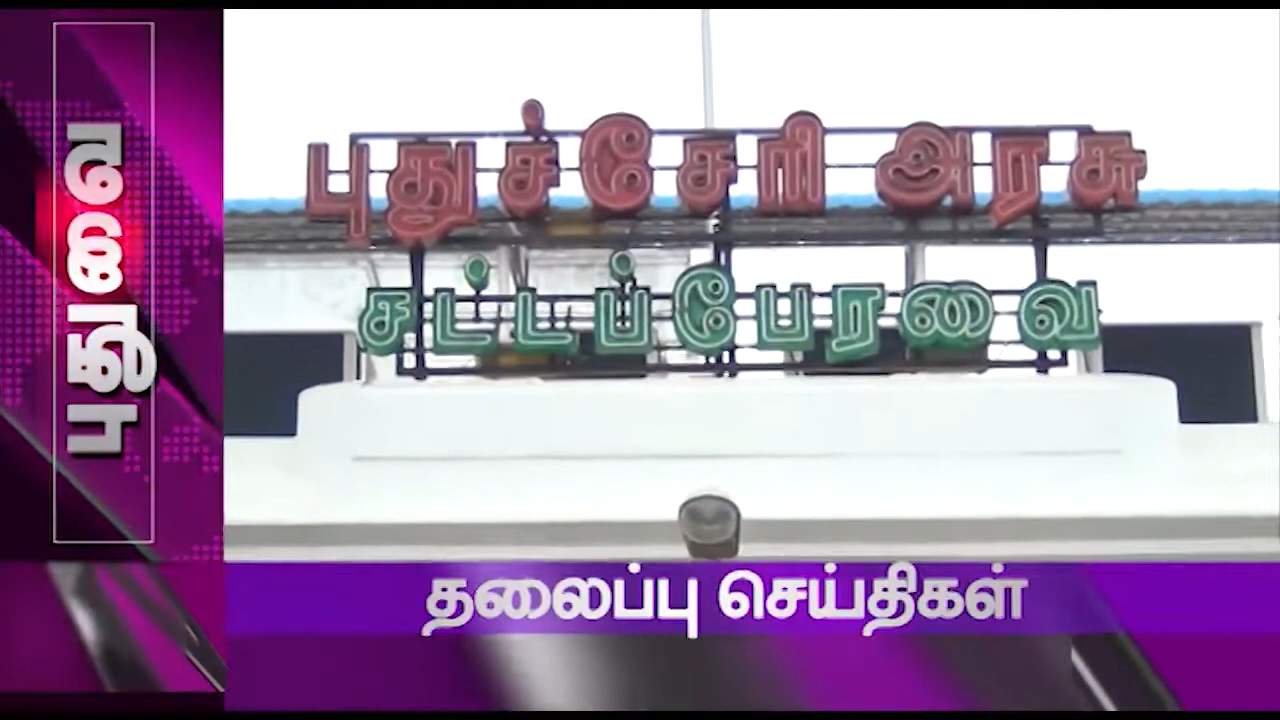 புதுவை
புதுச்சேரி அரசு
சட்டப்பேரவை
தலைப்பு செய்திகள்